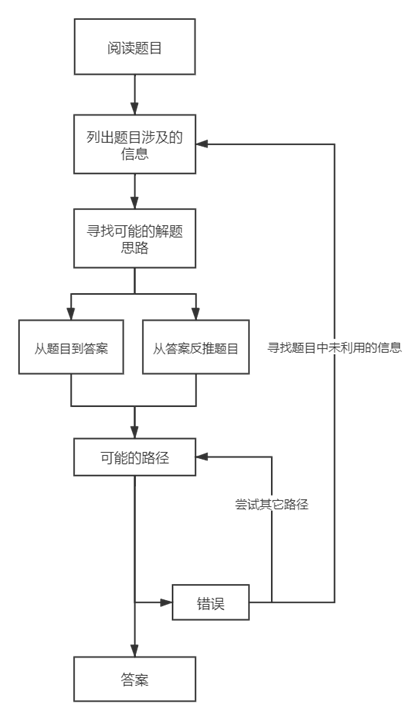 阅读题目
列出题目涉及的
信息
寻找可能的解题
思路
从题目到答案
从答案反推题目
寻找题目中未利用的信息
可能的路径
尝试其它路径
错误
答案